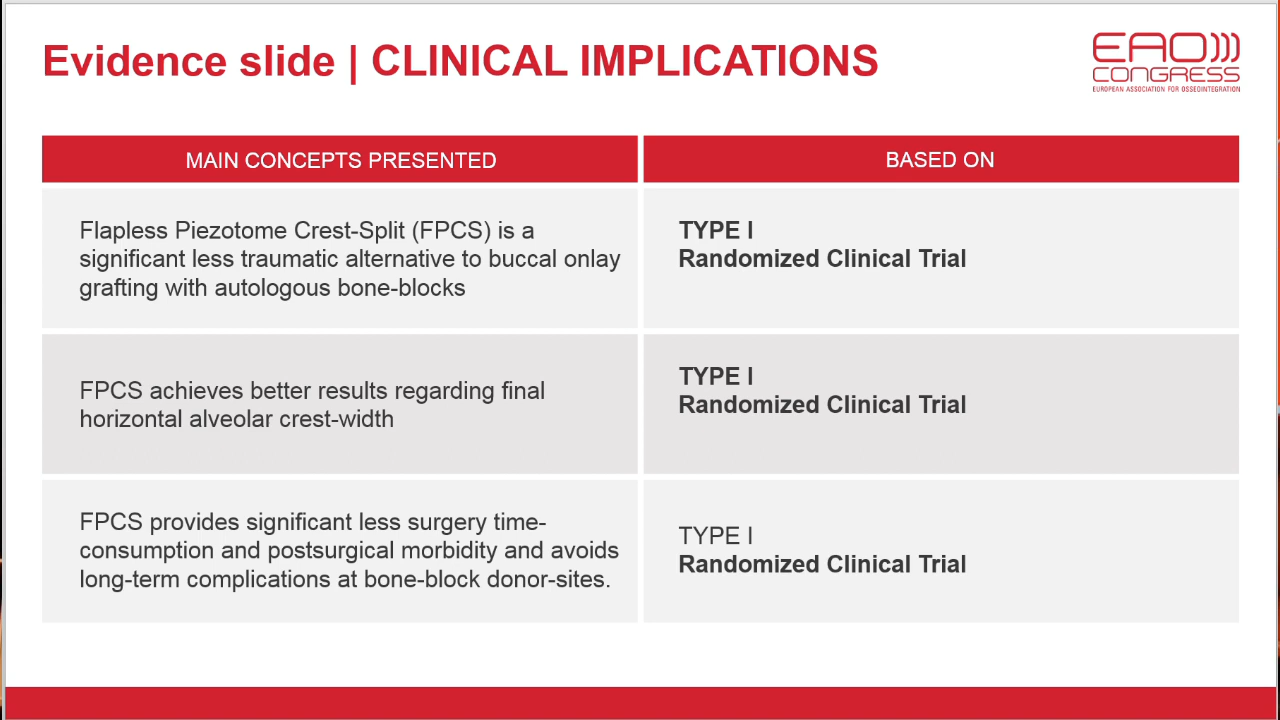 Evidence slide | CLINICAL IMPLICATIONS
EAO)))
CONGRESS
EUROPEAN ASSOCIATION FOR OSSEOINTEGRATION
MAIN CONCEPTS PRESENTED
BASED ON
Flapless Piezotome Crest-Split (FPCS) is a
significant less traumatic alternative to buccal onlay
grafting with autologous bone-blocks
TYPE I
Randomized Clinical Trial
FPCS achieves better results regarding final
horizontal alveolar crest-width
TYPE I
Randomized Clinical Trial
FPCS provides significant less surgery time-
consumption and postsurgical morbidity and avoids
long-term complications at bone-block donor-sites.
TYPE I
Randomized Clinical Trial